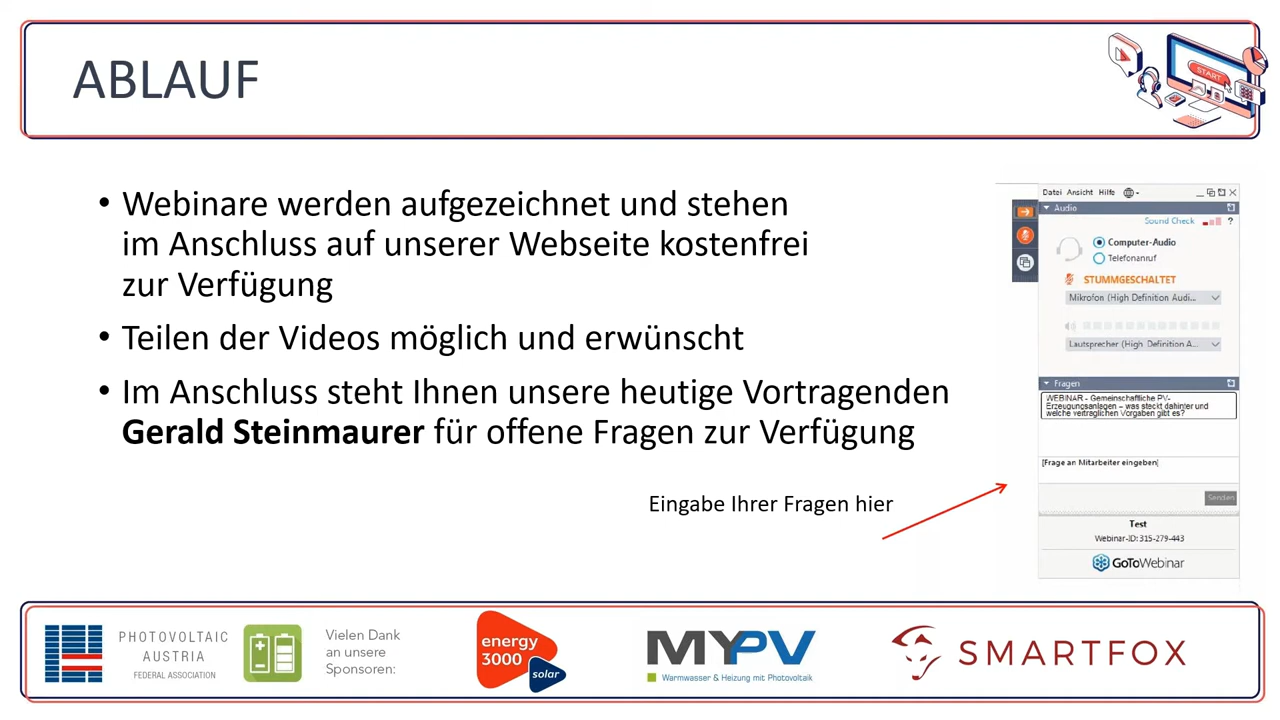 ABLAUF
START
• Webinare werden aufgezeichnet und stehen
im Anschluss auf unserer Webseite kostenfrei
zur Verfügung
• Teilen der Videos möglich und erwünscht
• Im Anschluss steht Ihnen unsere heutige Vortragenden
Gerald Steinmaurer für offene Fragen zur Verfügung
Eingabe Ihrer Fragen hier
Datei Ansicht Hilfe
Audio
Sound Check ?
Computer-Audio
Telefonanruf
STUMMGESCHALTET
Mikrofon (High Definition Audi...
Lautsprecher (High Definition A...
Fragen
WEBINAR - Gemeinschaftliche PV-
Erzeugungsanlagen – was steckt dahinter und
welche vertraglichen Vorgaben gibt es?
[Frage an Mitarbeiter eingeben]
Senden
Test
Webinar-ID: 315-279-443
GoToWebinar
PHOTOVOLTAIC
AUSTRIA
FEDERAL ASSOCIATION
Vielen Dank
an unsere
Sponsoren:
energy
3000
solar
MYPV
Warmwasser & Heizung mit Photovoltaik
SMARTFOX